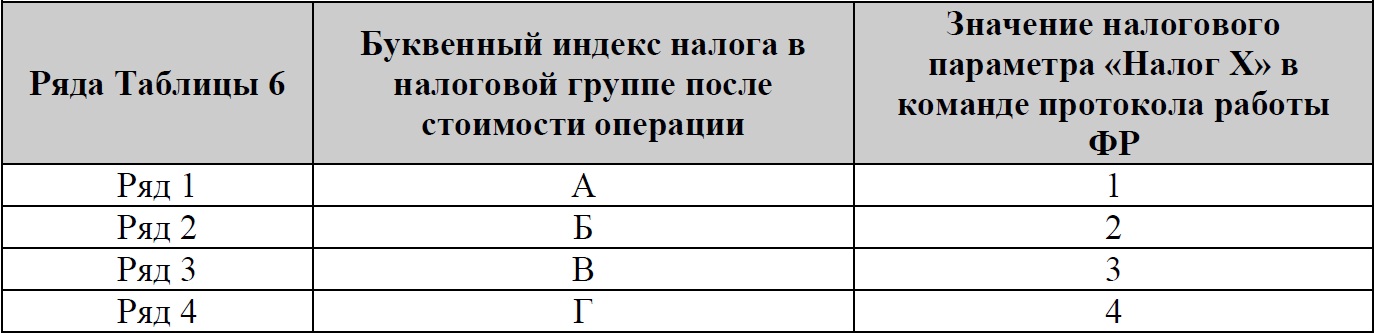 Ряда Таблицы 6
Буквенный индекс налога в
налоговой группе после
стоимости операции
Значение налогового
параметра «Налог X» в
команде протокола работы
ФР
Ряд 1 А 1
Ряд 2 Б 2
Ряд 3 В 3
Ряд 4 Г 4